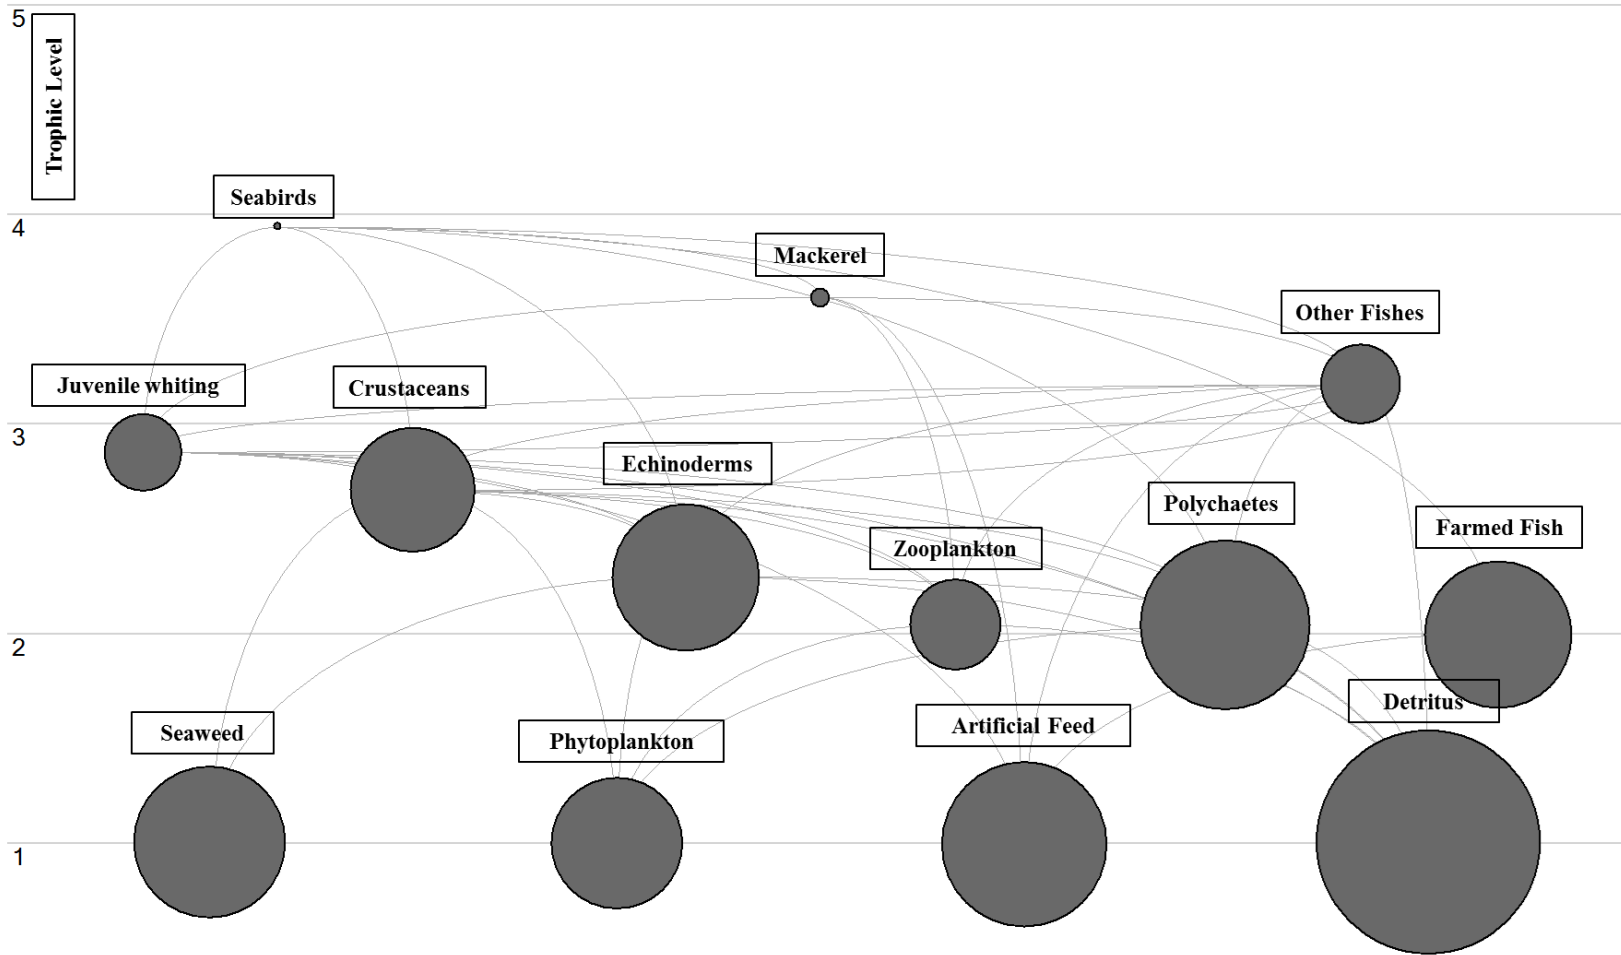 5
Trophic Level
Seabirds
4
Mackerel
Other Fishes
Juvenile whiting
Crustaceans
3
Echinoderms
Polychaetes
Farmed Fish
Zooplankton
2
Detritus
Seaweed
Phytoplankton
Artificial Feed
1